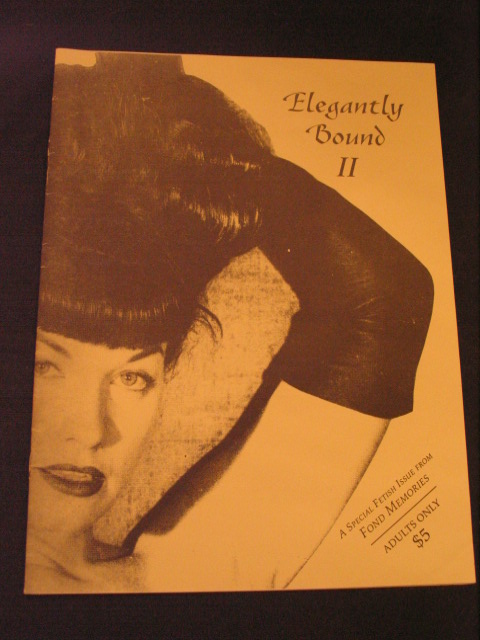 Elegantly
Bound
II
A Special Fetish Issue from
Fond Memories
ADULTS ONLY
$5